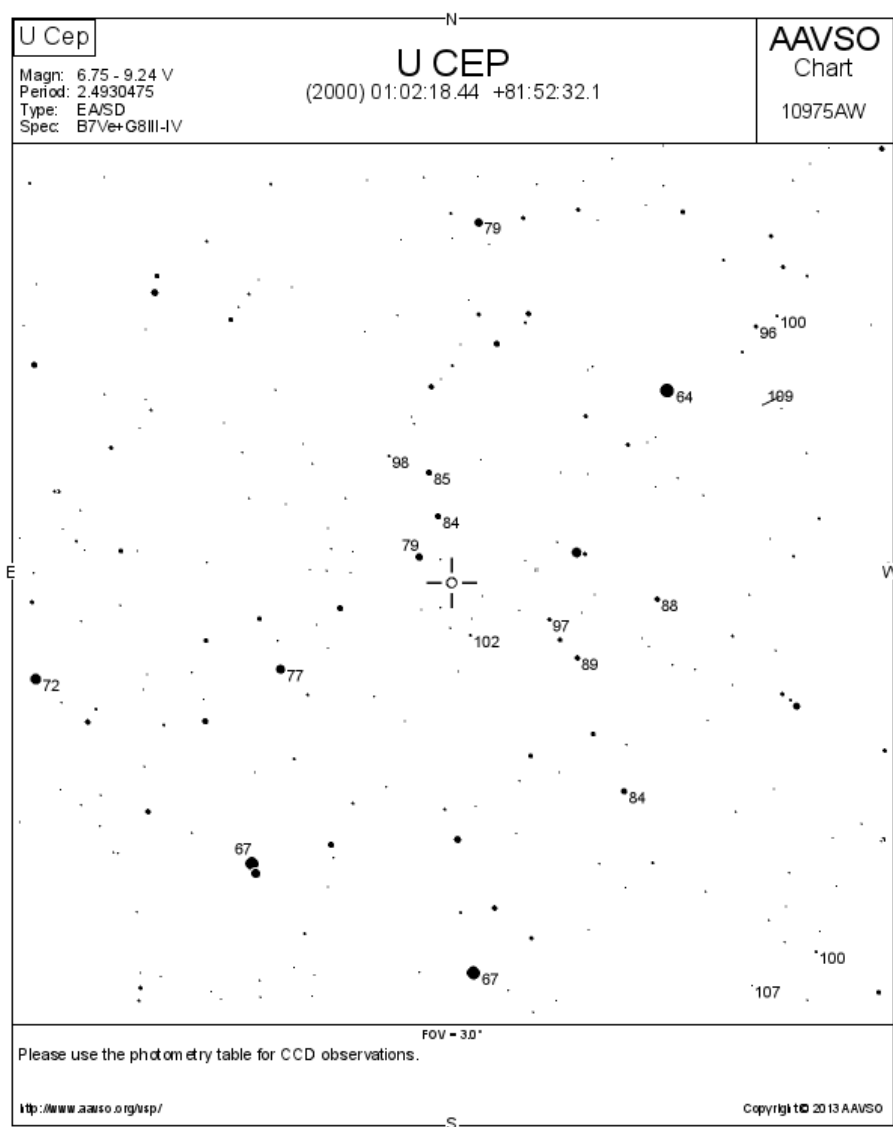 N
U Cep
Magn: 6.75 - 9.24 V
Period: 2.4930475
Type: EA/SD
Spec: B7Ve+G8III-IV
U CEP
(2000) 01:02:18.44 +81:52:32.1
AAVSO
Chart
10975AW
79
100
96
64
109
98
85
84
79
E
W
88
97
102
89
77
72
84
67
100
67
107
FOV = 3.0°
Please use the photometry table for CCD observations.
http://www.aavso.org/vsp/
Copyright © 2013 AAVSO
S